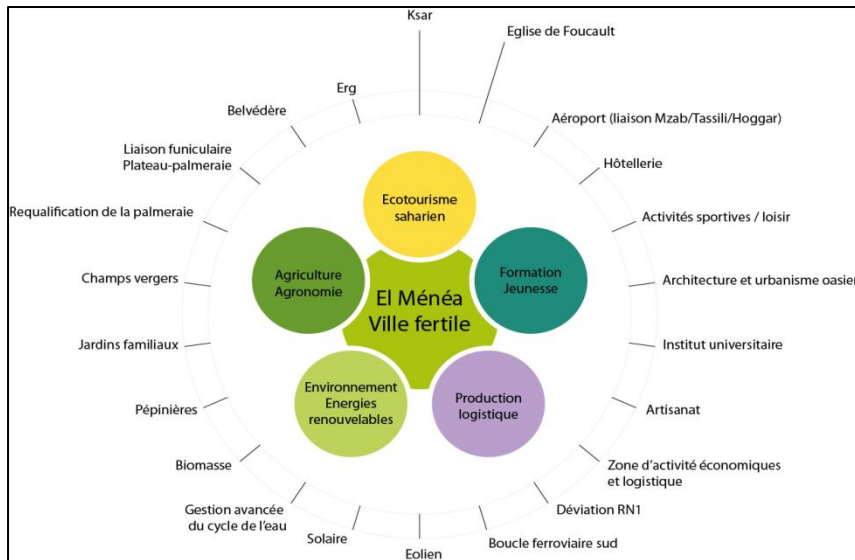 Ksar
Eglise de Foucault
Aéroport (liaison Mzab/Tassili/Hoggar)
Hôtellerie
Activités sportives / loisir
Architecture et urbanisme oasien
Institut universitaire
Artisanat
Zone d'activité économiques
et logistique
Déviation RN1
Boucle ferroviaire sud
Eolien
Solaire
Gestion avancée
du cycle de l'eau
Biomasse
Pépinières
Jardins familiaux
Champs vergers
Requalification de la palmeraie
Liaison funiculaire
Plateau-palmeraie
Belvédère
Erg
Ecotourisme
saharien
Formation
Jeunesse
Production
logistique
Environnement
Energies
renouvelables
Agriculture
Agronomie
El Ménéa
Ville fertile